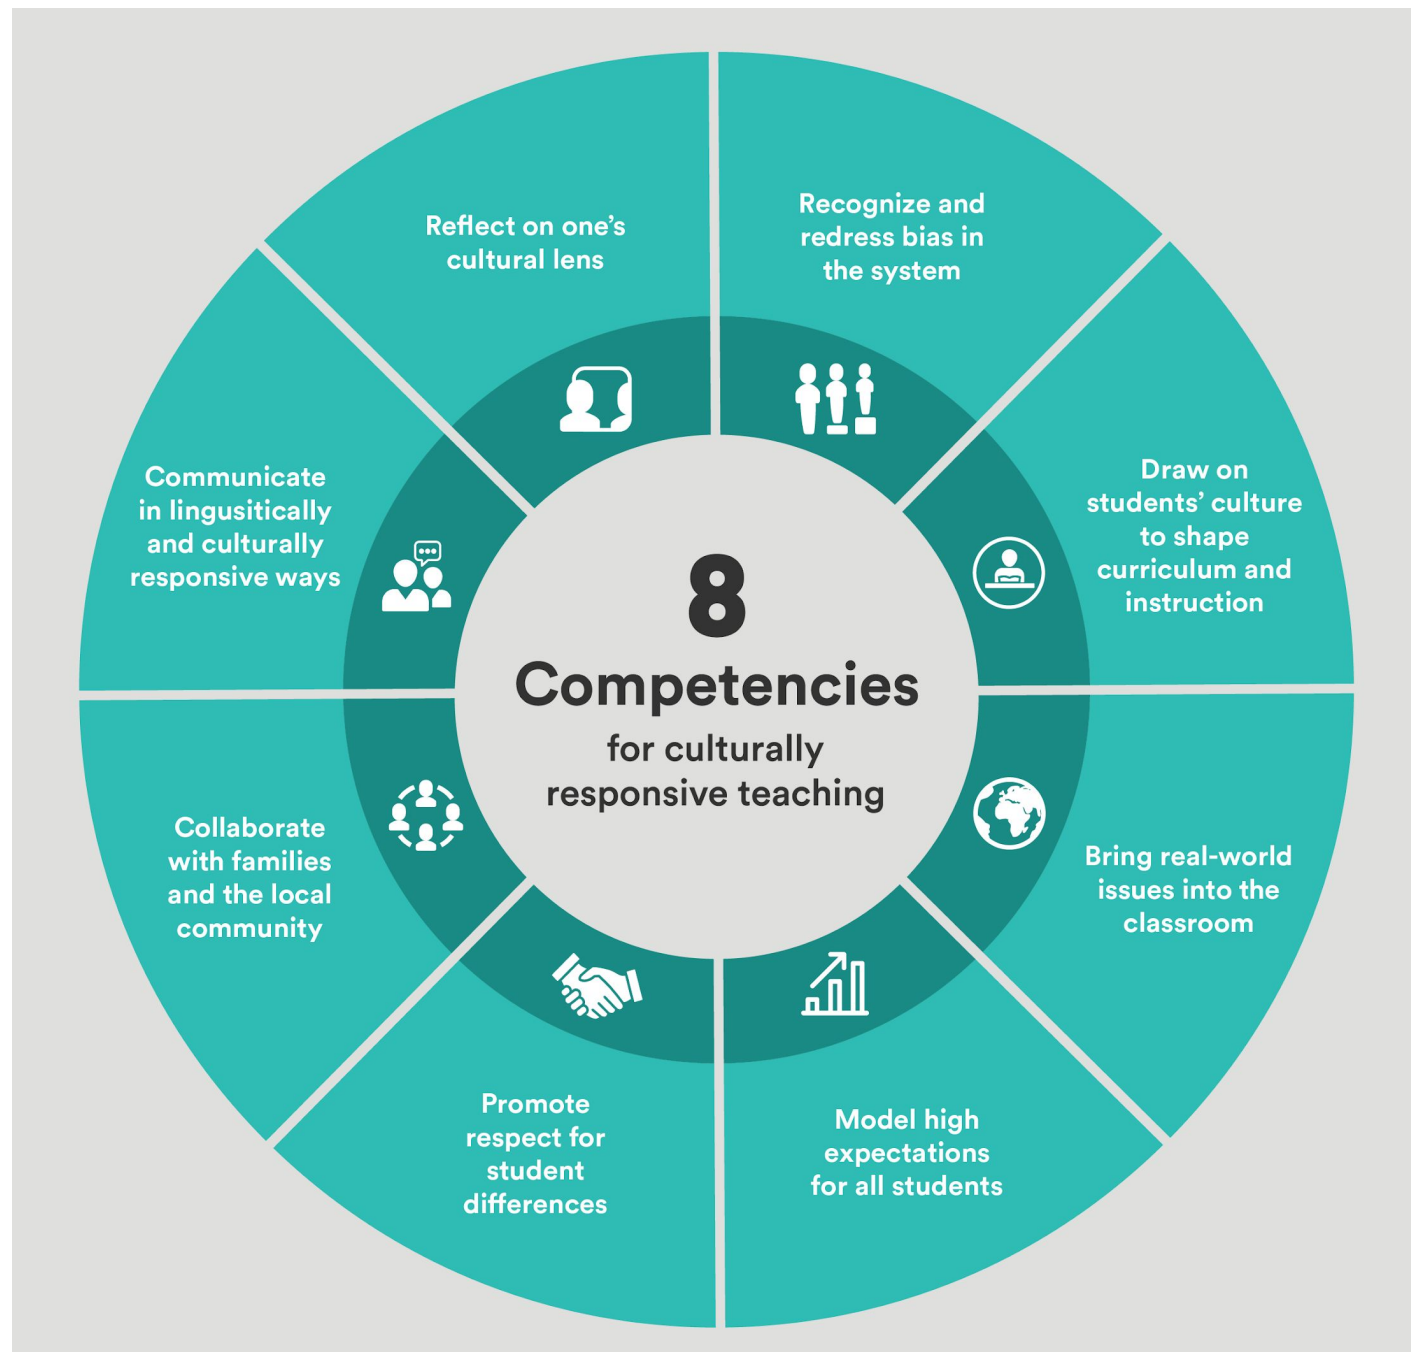 8
Competencies
for culturally
responsive teaching
Reflect on one's
cultural lens
Recognize and
redress bias in
the system
Draw on
students' culture
to shape
curriculum and
instruction
Bring real-world
issues into the
classroom
Model high
expectations
for all students
Promote
respect for
student
differences
Collaborate
with families
and the local
community
Communicate
in lingusitically
and culturally
responsive ways